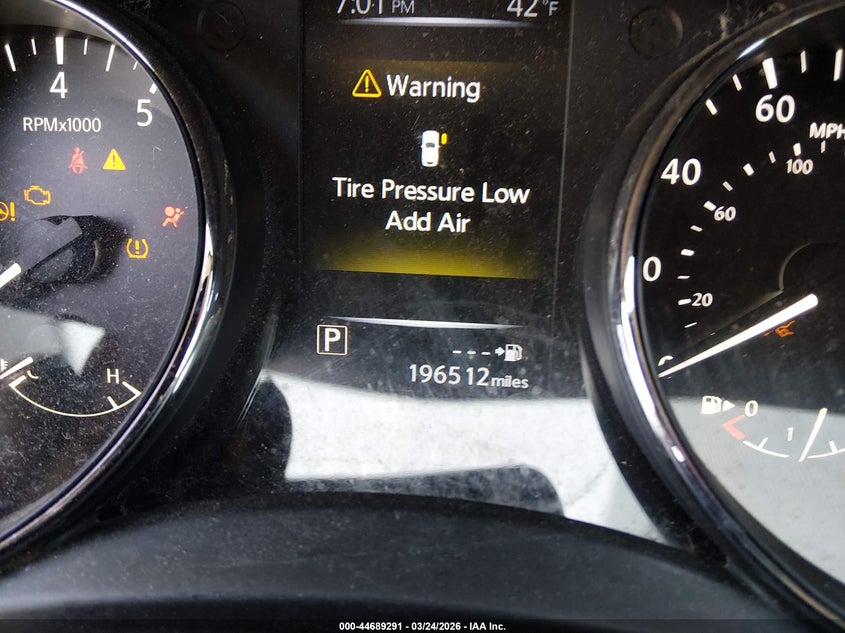 7:01 PM 42°F
Warning
Tire Pressure Low
Add Air
P
---
196512 miles
4
5
RPMx1000
H
60
MPH
40
100
60
20
0
1
000-44689291 - 03/24/2026 - IAA Inc.